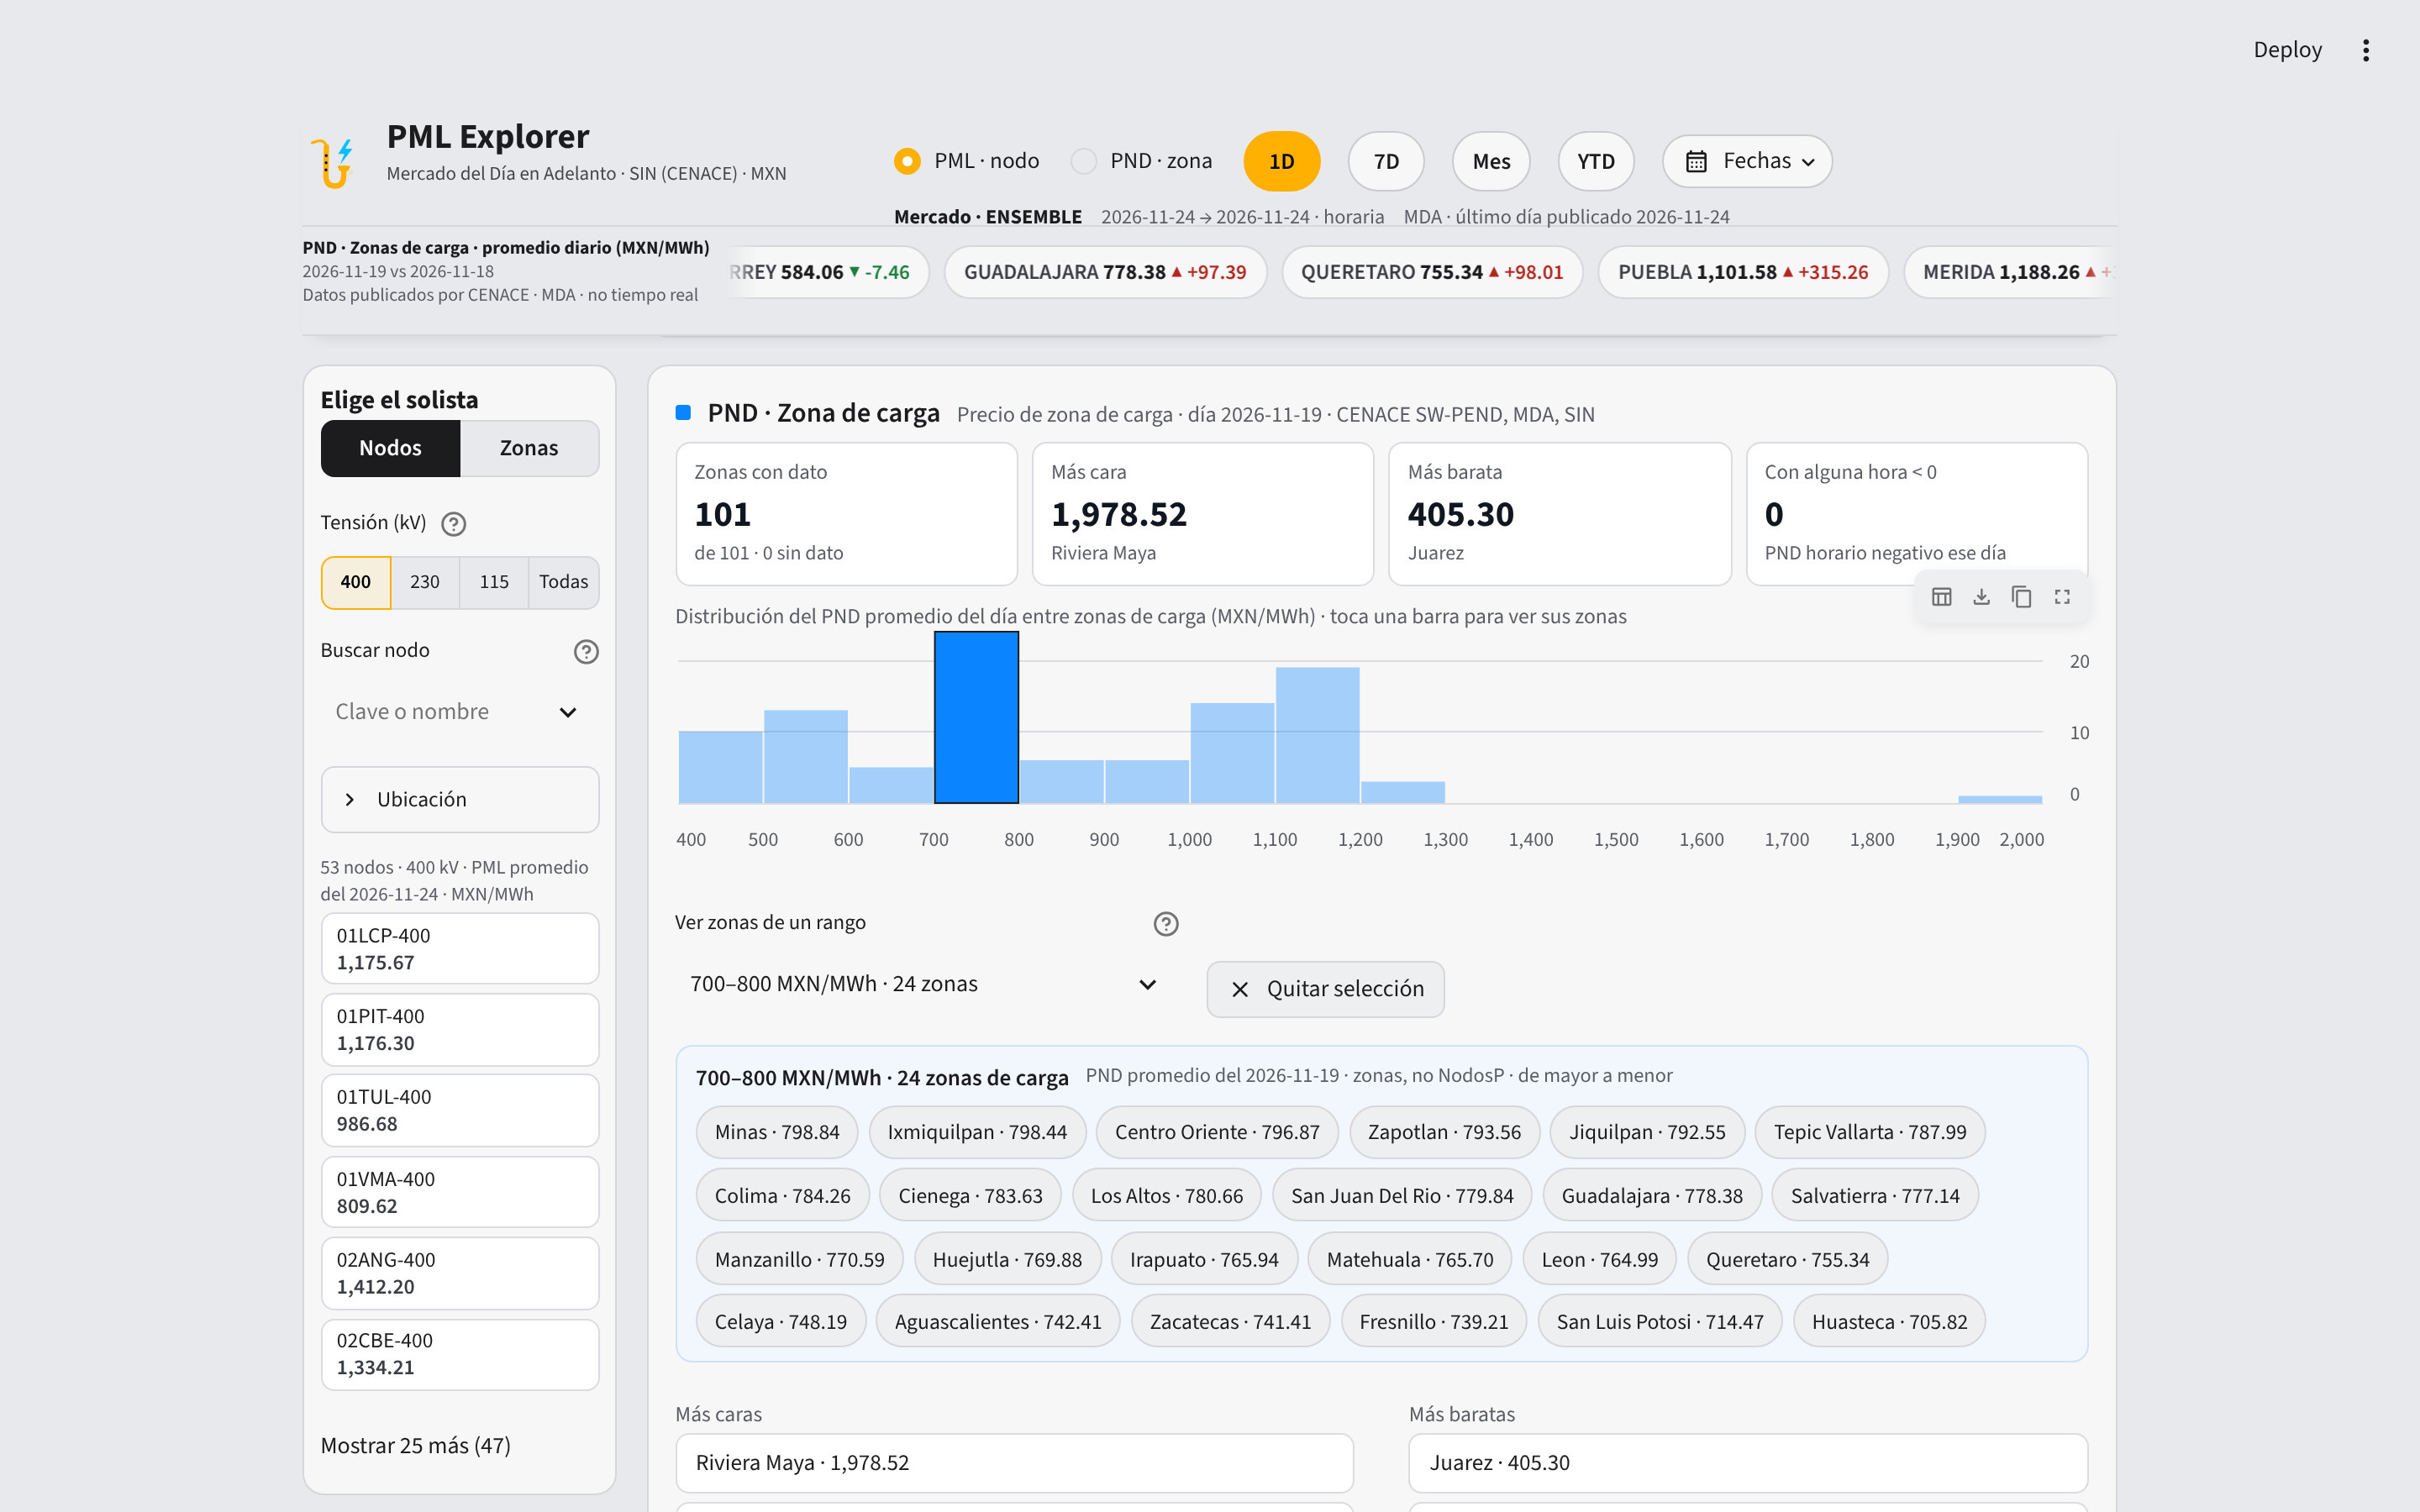 Deploy
PML Explorer
Mercado del Día en Adelanto · SIN (CENACE) · MXN
PML · nodo
PND · zona
1D
7D
Mes
YTD
Fechas
Mercado · ENSEMBLE 2026-11-24 → 2026-11-24 · horaria MDA · último día publicado 2026-11-24
PND · Zonas de carga · promedio diario (MXN/MWh)
2026-11-19 vs 2026-11-18
Datos publicados por CENACE · MDA · no tiempo real
RREY 584.06 ▼ -7.46
GUADALAJARA 778.38 ▲ +97.39
QUERETARO 755.34 ▲ +98.01
PUEBLA 1,101.58 ▲ +315.26
MERIDA 1,188.26 ▲
Elige el solista
Nodos
Zonas
Tensión (kV)
400
230
115
Todas
Buscar nodo
Clave o nombre
Ubicación
53 nodos · 400 kV · PML promedio
del 2026-11-24 · MXN/MWh
01LCP-400
1,175.67
01PIT-400
1,176.30
01TUL-400
986.68
01VMA-400
809.62
02ANG-400
1,412.20
02CBE-400
1,334.21
Mostrar 25 más (47)
PND · Zona de carga Precio de zona de carga · día 2026-11-19 · CENACE SW-PEND, MDA, SIN
Zonas con dato
101
de 101 · 0 sin dato
Más cara
1,978.52
Riviera Maya
Más barata
405.30
Juarez
Con alguna hora < 0
0
PND horario negativo ese día
Distribución del PND promedio del día entre zonas de carga (MXN/MWh) · toca una barra para ver sus zonas
20
10
0
400 500 600 700 800 900 1,000 1,100 1,200 1,300 1,400 1,500 1,600 1,700 1,800 1,900 2,000
Ver zonas de un rango
700–800 MXN/MWh · 24 zonas
Quitar selección
700–800 MXN/MWh · 24 zonas de carga PND promedio del 2026-11-19 · zonas, no NodosP · de mayor a menor
Minas · 798.84 Ixmiquilpan · 798.44 Centro Oriente · 796.87 Zapotlan · 793.56 Jiquilpan · 792.55 Tepic Vallarta · 787.99
Colima · 784.26 Cienega · 783.63 Los Altos · 780.66 San Juan Del Rio · 779.84 Guadalajara · 778.38 Salvatierra · 777.14
Manzanillo · 770.59 Huejutla · 769.88 Irapuato · 765.94 Matehuala · 765.70 Leon · 764.99 Queretaro · 755.34
Celaya · 748.19 Aguascalientes · 742.41 Zacatecas · 741.41 Fresnillo · 739.21 San Luis Potosi · 714.47 Huasteca · 705.82
Más caras
Riviera Maya · 1,978.52
Más baratas
Juarez · 405.30